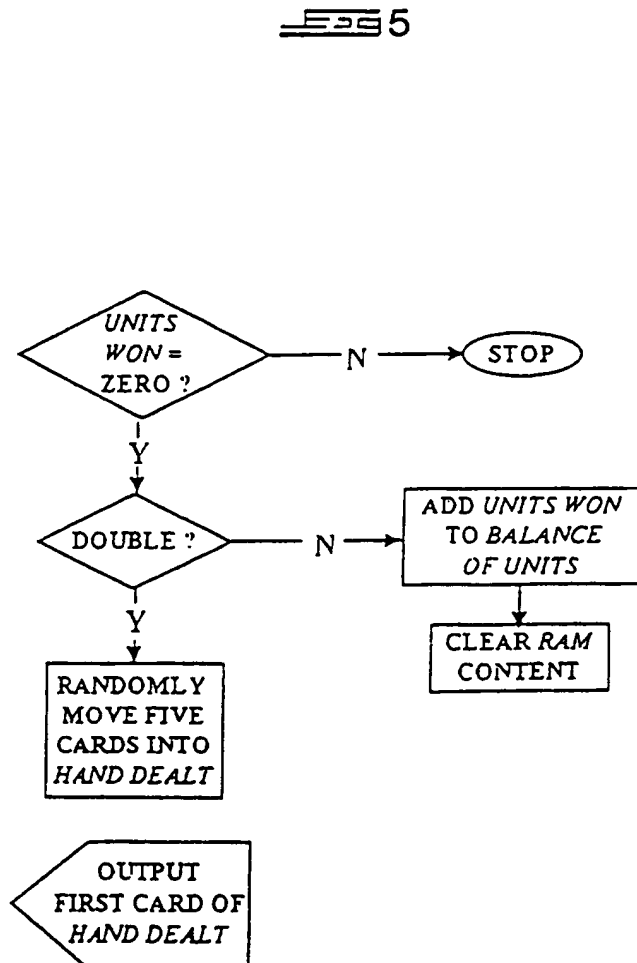 FIG 5
UNITS
WON =
ZERO ?
N
STOP
Y
DOUBLE ?
N
ADD UNITS WON
TO BALANCE
OF UNITS
Y
CLEAR RAM
CONTENT
RANDOMLY
MOVE FIVE
CARDS INTO
HAND DEALT
OUTPUT
FIRST CARD OF
HAND DEALT